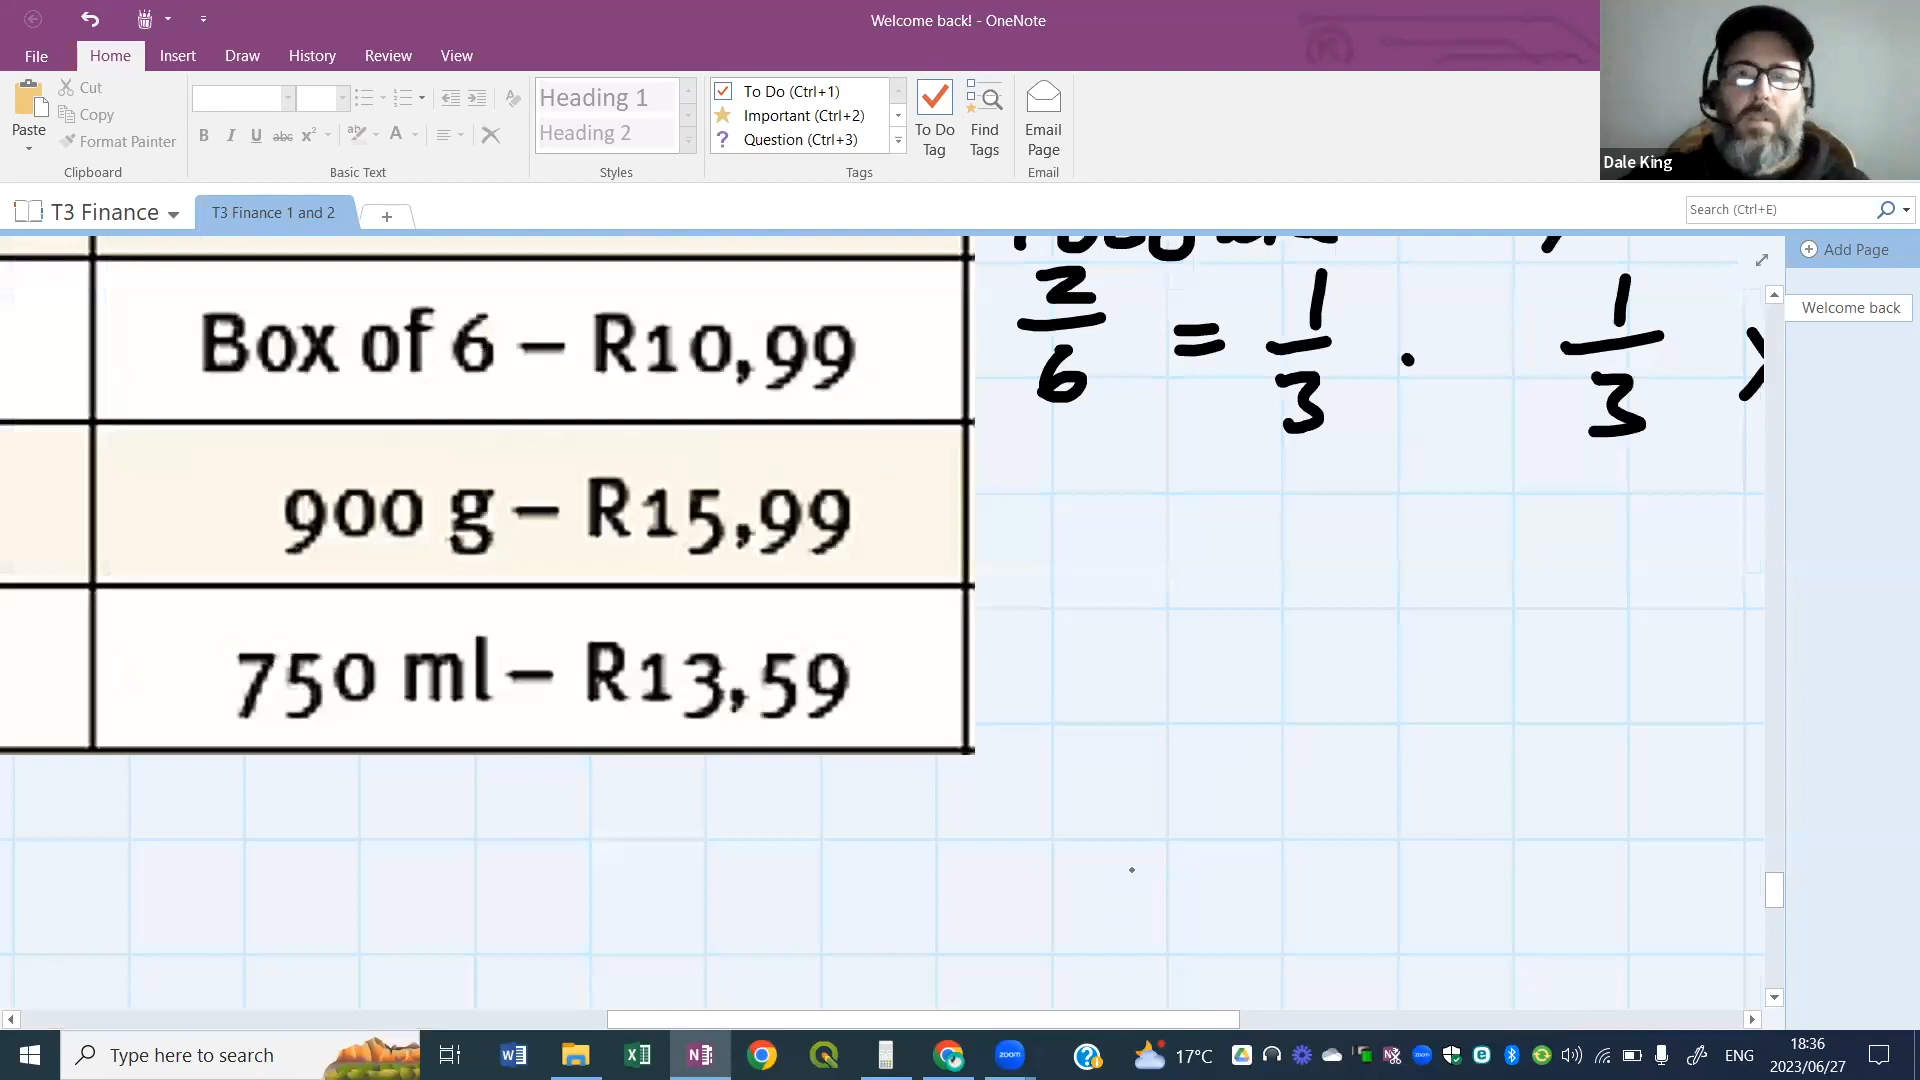 Welcome back! - OneNote
File Home Insert Draw History Review View
Cut
Copy
Format Painter
Paste
Clipboard
B I U abc x² A
Basic Text
Heading 1
Heading 2
Styles
To Do (Ctrl+1)
Important (Ctrl+2)
Question (Ctrl+3)
Tags
To Do
Tag
Find
Tags
Email
Page
Email
Dale King
T3 Finance
T3 Finance 1 and 2
Search (Ctrl+E)
Add Page
Welcome back
Box of 6 – R10,99
900 g – R15,99
750 ml – R13,59
2/6 = 1/3 . 1/3
Type here to search
zoom
17°C
ENG
18:36
2023/06/27